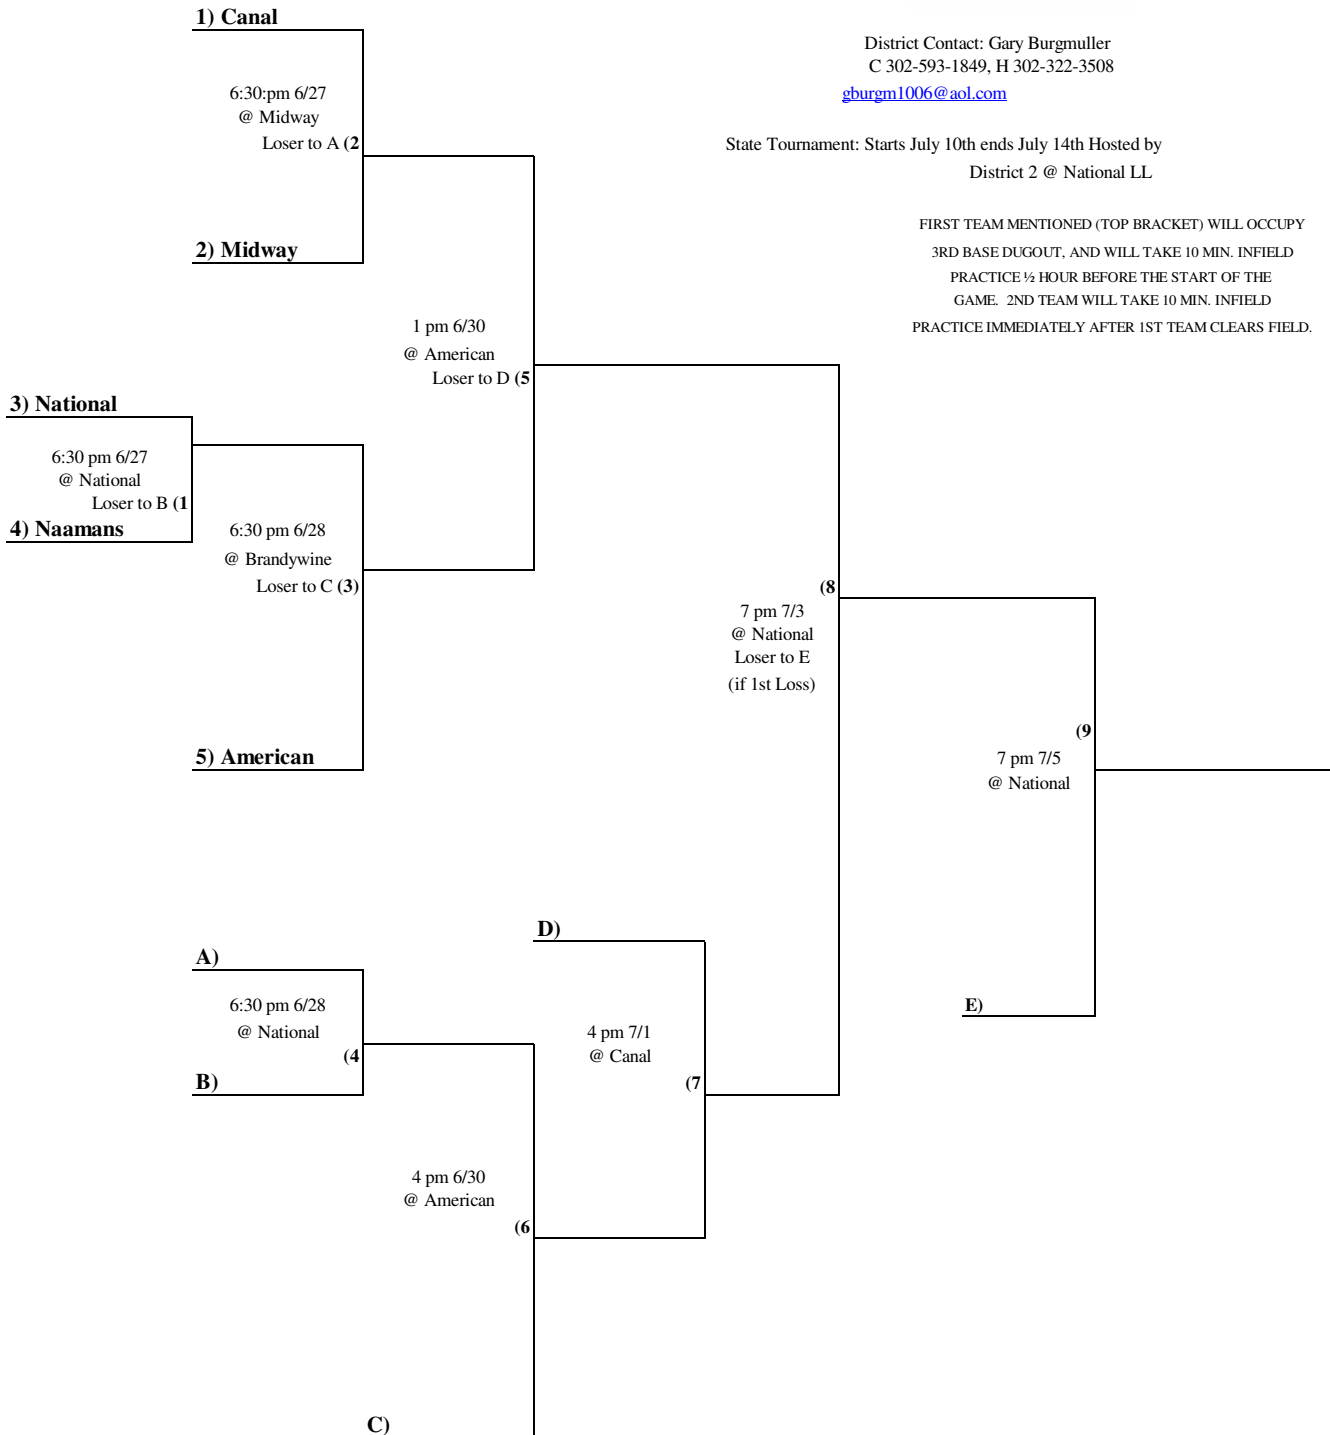 1) Canal
District Contact: Gary Burgmuller
C 302-593-1849, H 302-322-3508
gburgm1006@aol.com
6:30:pm 6/27
@ Midway
Loser to A (2
State Tournament: Starts July 10th ends July 14th Hosted by
District 2 @ National LL
2) Midway
FIRST TEAM MENTIONED (TOP BRACKET) WILL OCCUPY
3RD BASE DUGOUT, AND WILL TAKE 10 MIN. INFIELD
PRACTICE ½ HOUR BEFORE THE START OF THE
GAME. 2ND TEAM WILL TAKE 10 MIN. INFIELD
PRACTICE IMMEDIATELY AFTER 1ST TEAM CLEARS FIELD.
1 pm 6/30
@ American
Loser to D (5
3) National
6:30 pm 6/27
@ National
Loser to B (1
4) Naamans
6:30 pm 6/28
@ Brandywine
Loser to C (3)
(8
7 pm 7/3
@ National
Loser to E
(if 1st Loss)
5) American
(9
7 pm 7/5
@ National
A)
D)
6:30 pm 6/28
@ National
(4
B)
E)
4 pm 7/1
@ Canal
(7
4 pm 6/30
@ American
(6
C)